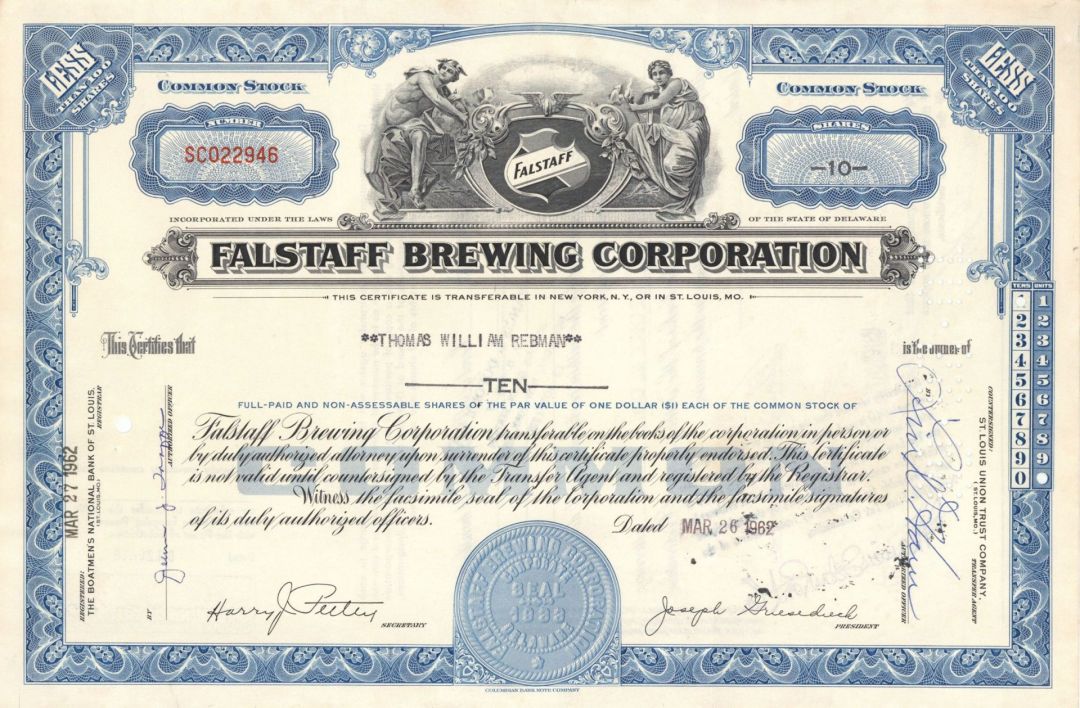 LESS THAN 100 SHARES
LESS THAN 100 SHARES
COMMON STOCK
COMMON STOCK
NUMBER
SC022946
FALSTAFF
SHARES
—10—
INCORPORATED UNDER THE LAWS
OF THE STATE OF DELAWARE
FALSTAFF BREWING CORPORATION
THIS CERTIFICATE IS TRANSFERABLE IN NEW YORK, N.Y., OR IN ST. LOUIS, MO.
This Certifies that
**THOMAS WILLIAM REBMAN**
is the owner of
TEN
FULL-PAID AND NON-ASSESSABLE SHARES OF THE PAR VALUE OF ONE DOLLAR ($1) EACH OF THE COMMON STOCK OF
COMMON
Falstaff Brewing Corporation transferable on the books of the corporation in person or
by duly authorized attorney upon surrender of this certificate properly endorsed. This certificate
is not valid until countersigned by the Transfer Agent and registered by the Registrar.
Witness the facsimile seal of the Corporation and the facsimile signatures
of its duly authorized officers.
Dated MAR 26 1962
Joseph Griesedieck
PRESIDENT
SECRETARY
FALSTAFF BREWING CORPORATION
CORPORATE
SEAL
DELAWARE
COLUMBIAN BANK NOTE COMPANY
MAR 27 1962
REGISTERED:
THE BOATMEN'S NATIONAL BANK OF ST. LOUIS,
(ST. LOUIS, MO.)
REGISTRAR
BY
AUTHORIZED OFFICER
COUNTERSIGNED:
ST. LOUIS UNION TRUST COMPANY,
(ST. LOUIS, MO.)
TRANSFER AGENT
BY
AUTHORIZED OFFICER
TENS UNITS
1
2 2
3 3
4 4
5 5
6 6
7 7
8 8
9 9
0